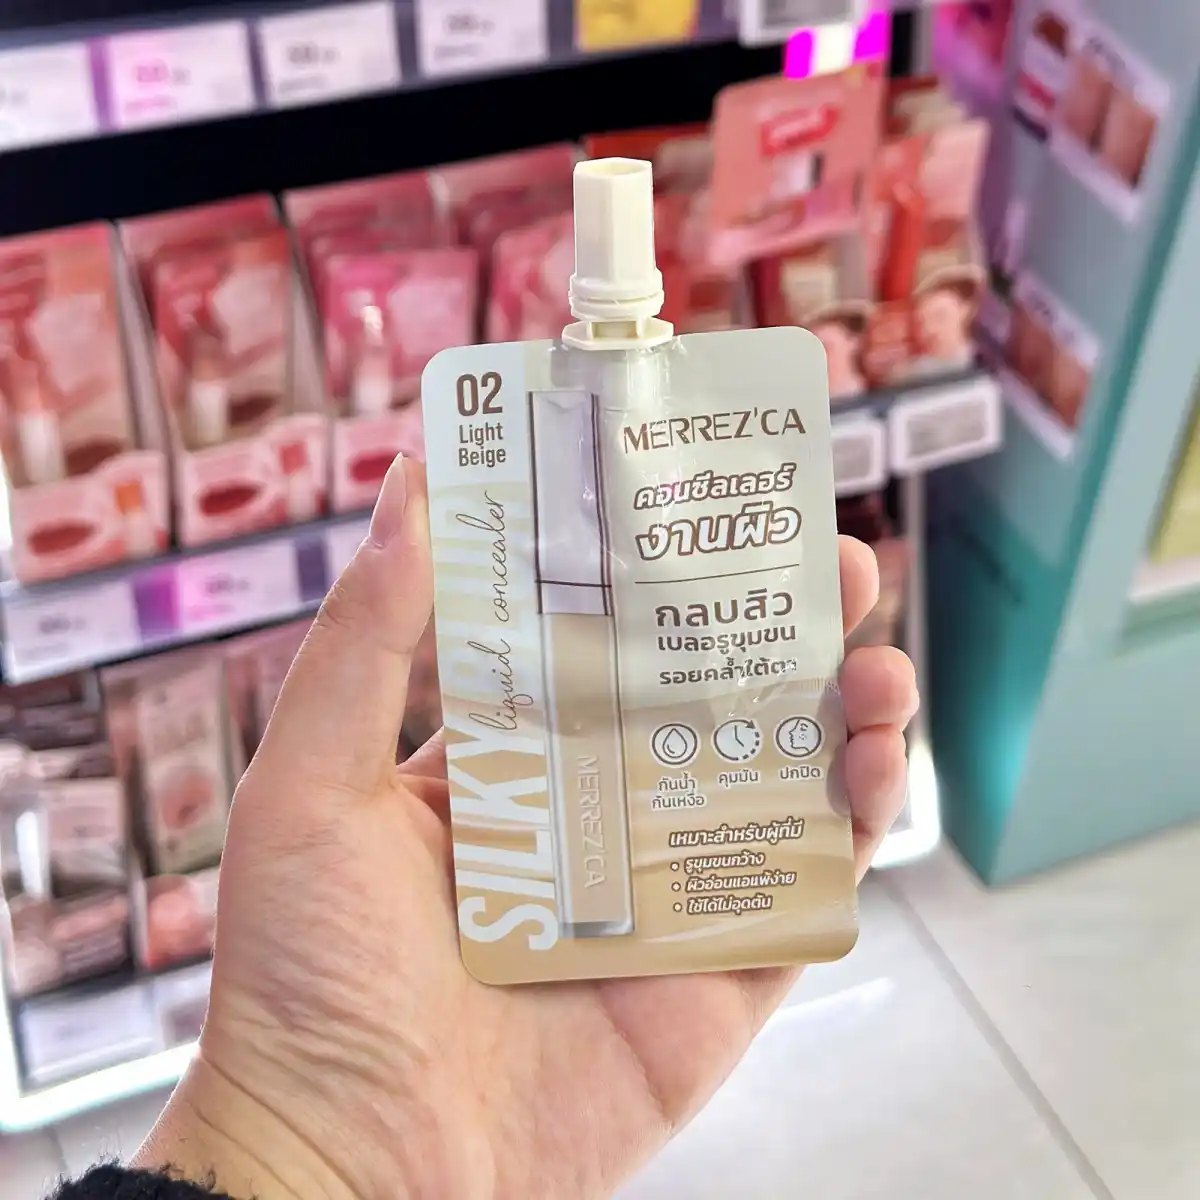 02
Light
Beige
SILKY
liquid concealer
MERREZ'CA
MERREZ'CA
คอนซีลเลอร์
งานผิว
กลบสิว
เบลอรูขุมขน
รอยคล้ำใต้ตา
กันน้ำ
กันเหงื่อ
คุมมัน
ปกปิด
เหมาะสำหรับผู้ที่มี
• รูขุมขนกว้าง
• ผิวอ่อนแอแพ้ง่าย
• ใช้ได้ไม่อุดตัน